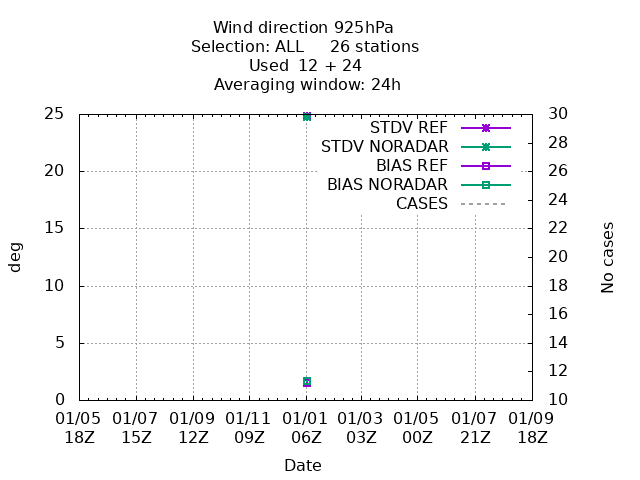 Wind direction 925hPa
Selection: ALL     26 stations
Used  12 + 24
Averaging window: 24h
STDV REF
STDV NORADAR
BIAS REF
BIAS NORADAR
CASES
deg
25
20
15
10
5
0
No cases
30
28
26
24
22
20
18
16
14
12
10
01/05 01/07 01/09 01/11 01/01 01/03 01/05 01/07 01/09
18Z 15Z 12Z 09Z 06Z 03Z 00Z 21Z 18Z
Date